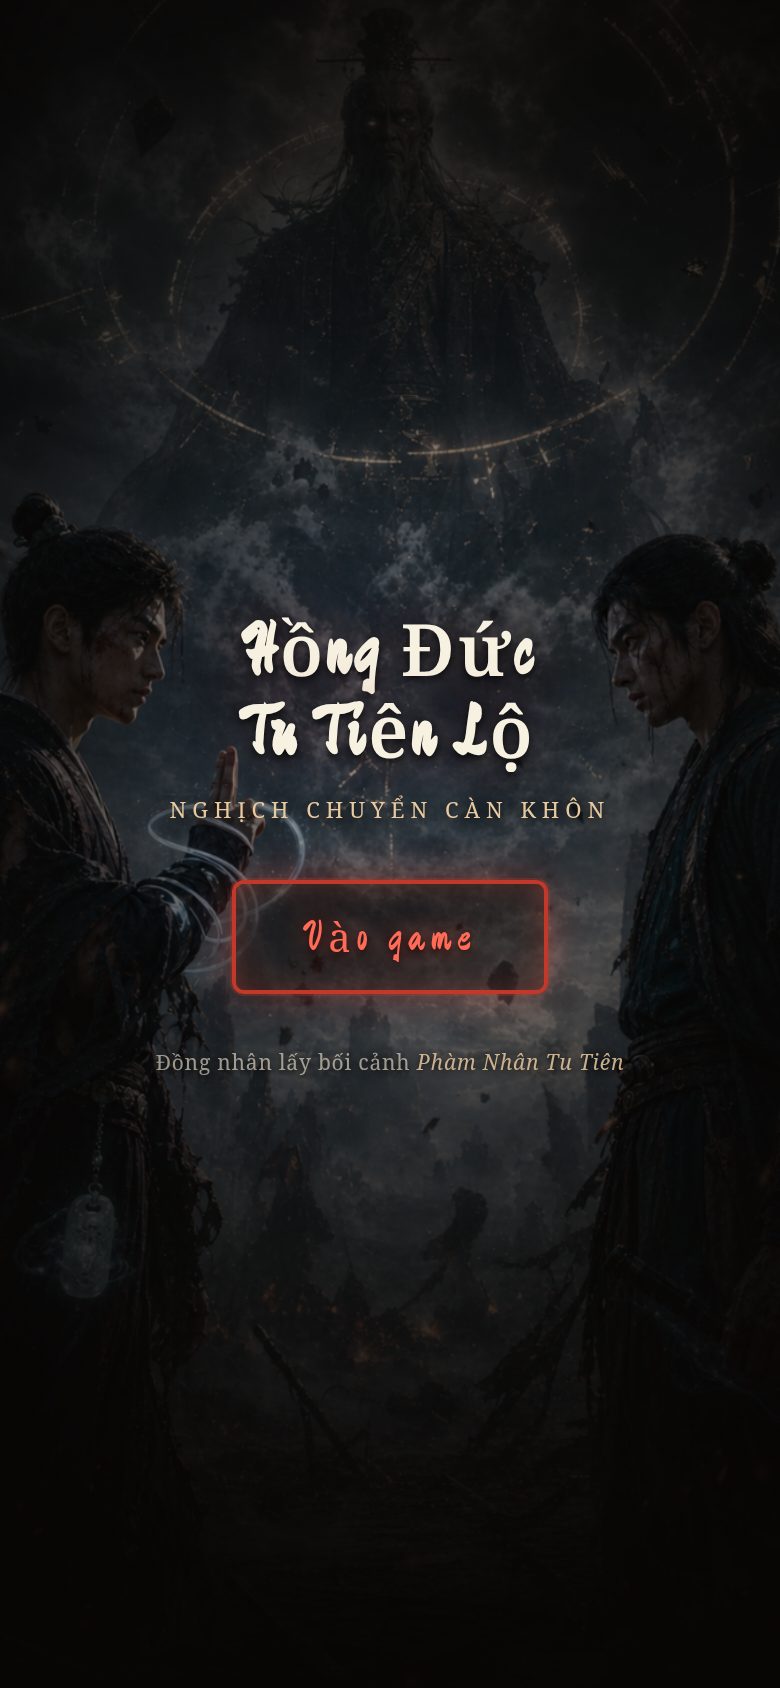 Hồng Đức
Tu Tiên Lộ
NGHỊCH CHUYỂN CÀN KHÔN
Vào game
Đồng nhân lấy bối cảnh Phàm Nhân Tu Tiên